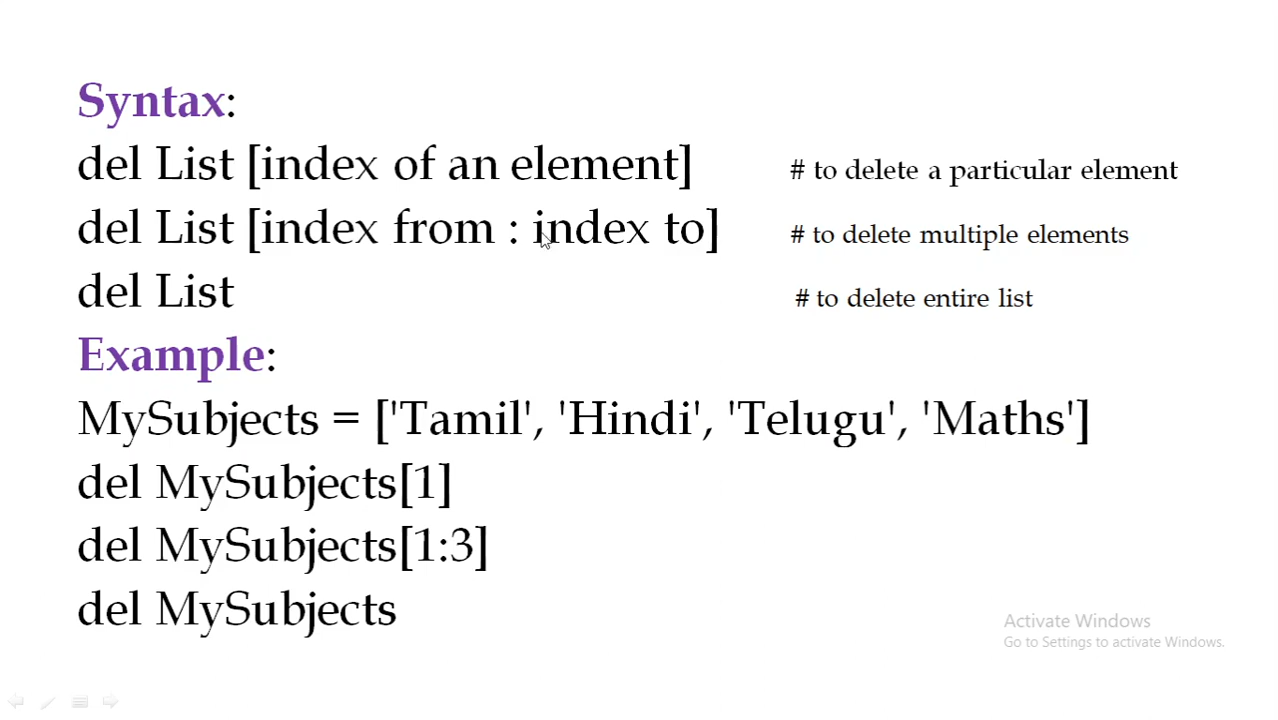 Syntax:
del List [index of an element] # to delete a particular element
del List [index from : index to] # to delete multiple elements
del List # to delete entire list
Example:
MySubjects = ['Tamil', 'Hindi', 'Telugu', 'Maths']
del MySubjects[1]
del MySubjects[1:3]
del MySubjects
Activate Windows
Go to Settings to activate Windows.